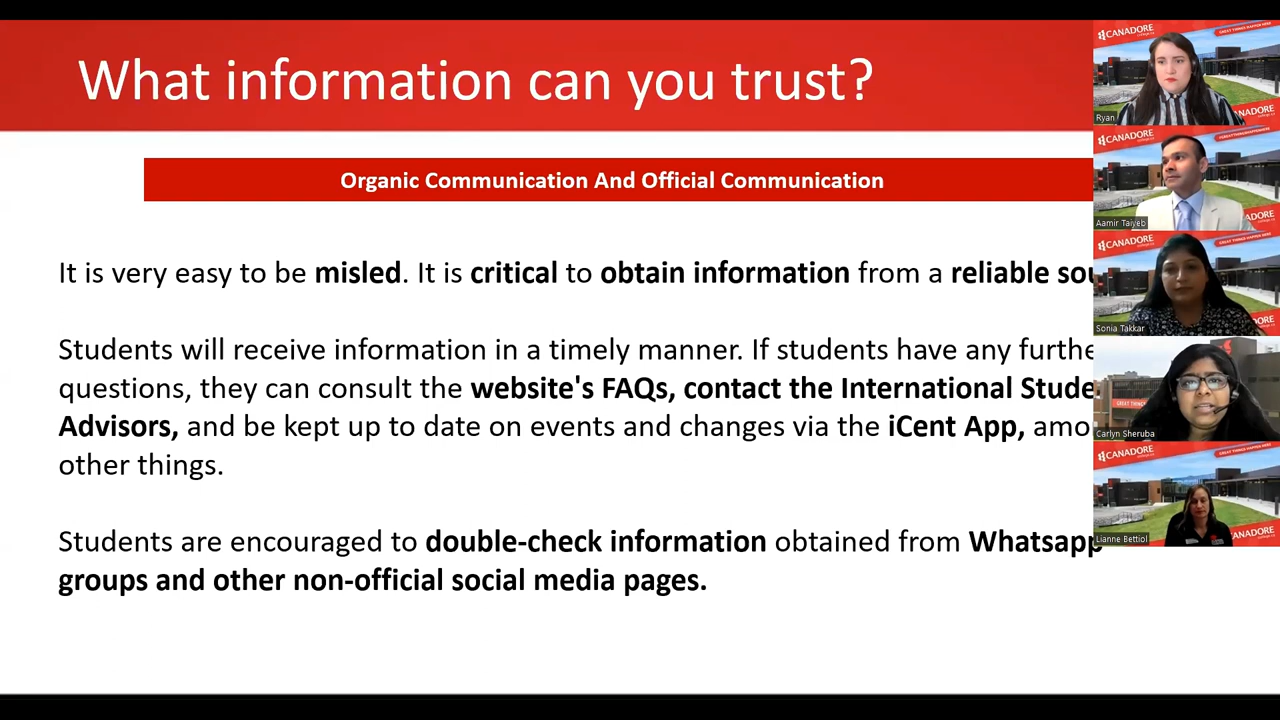 What information can you trust?
Organic Communication And Official Communication
It is very easy to be misled. It is critical to obtain information from a reliable
Students will receive information in a timely manner. If students have any
questions, they can consult the website's FAQs, contact the International
Advisors, and be kept up to date on events and changes via the iCent App,
other things.
Students are encouraged to double-check information obtained from Whatsapp
groups and other non-official social media pages.
CANADORE
GREAT THINGS HAPPEN HERE
Ryan
CANADORE
Aamir Taiyeb
CANADORE
Sonia Takkar
Carlyn Sheruba
CANADORE
Lianne Bettiol